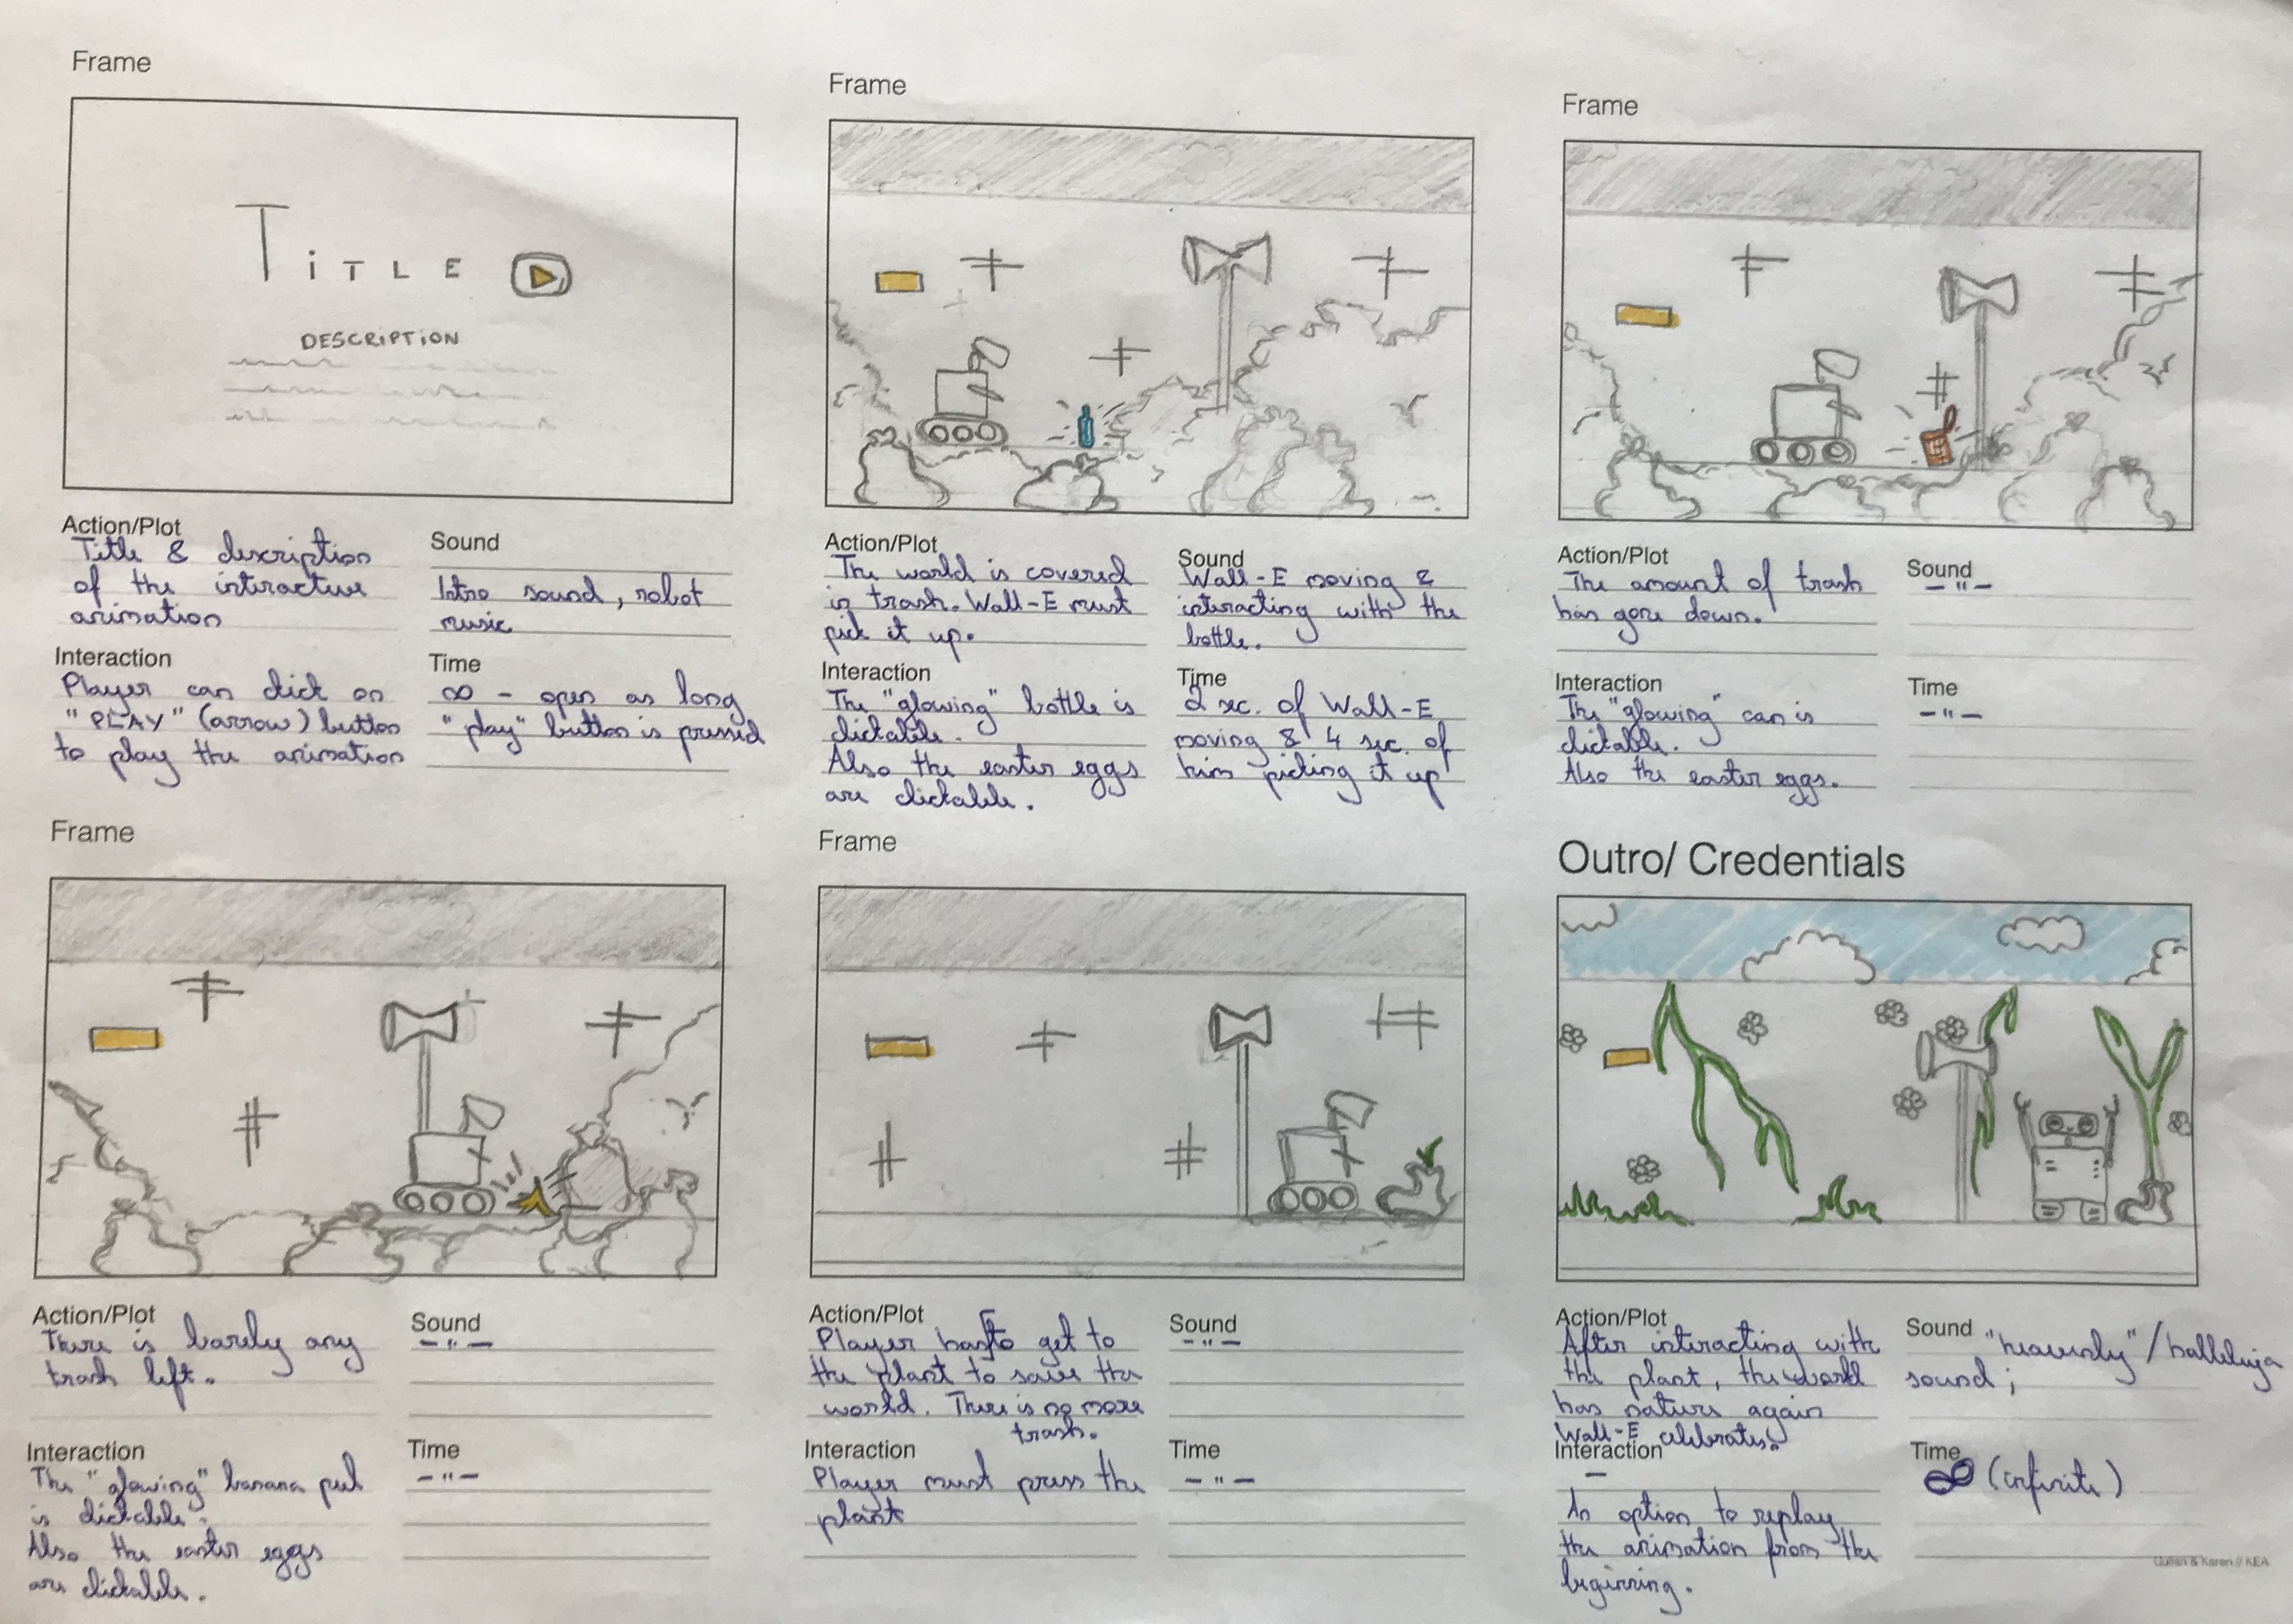 Frame
TiTLE
DESCRiPTiON
Action/Plot
Title & description
of the interactive
animation
Sound
Intro sound, robot
music
Interaction
Player can click on
"PLAY" (arrow) button
to play the animation
Time
∞ - open as long
"play" button is pressed
Frame
Action/Plot
The world is covered
in trash. Wall-E must
pick it up.
Sound
Wall-E moving &
interacting with the
bottle.
Interaction
The "glowing" bottle is
clickable.
Also the easter eggs
are clickable.
Time
2 sec. of Wall-E
moving & 4 sec. of
him picking it up
Frame
Action/Plot
The amount of trash
has gone down.
Sound
- " -
Interaction
The "glowing" can is
clickable.
Also the easter eggs.
Time
- " -
Frame
Action/Plot
There is barely any
trash left.
Sound
- " -
Interaction
The "glowing" banana peel
is clickable.
Also the easter eggs
are clickable.
Time
- " -
Frame
Action/Plot
Player has to get to
the plant to save the
world. There is no more
trash.
Sound
- " -
Interaction
Player must press the
plant
Time
- " -
Outro/ Credentials
Action/Plot
After interacting with
the plant, the world
has nature again
Wall-E celebrates.
Sound
"heavenly" / halleluja
sound;
Interaction
-
An option to replay
the animation from the
beginning.
Time
∞ (infinite)
& Karen // KEA